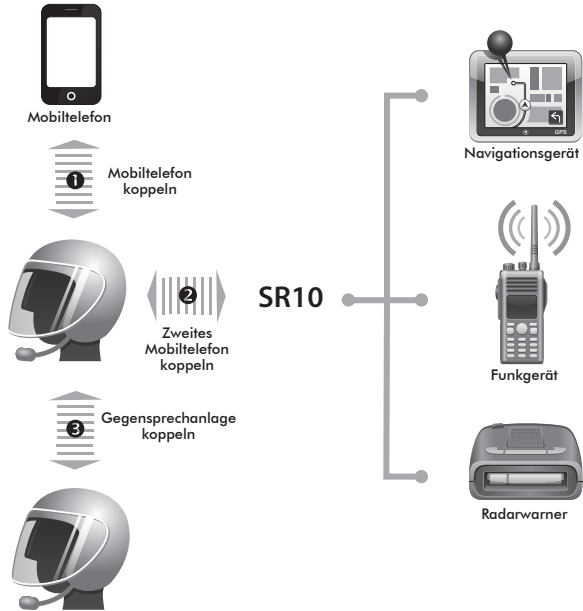 Mobiltelefon
❶
Mobiltelefon
koppeln
❷
Zweites
Mobiltelefon
koppeln
SR10
❸
Gegensprechanlage
koppeln
GPS
Navigationsgerät
Funkgerät
Radarwarner